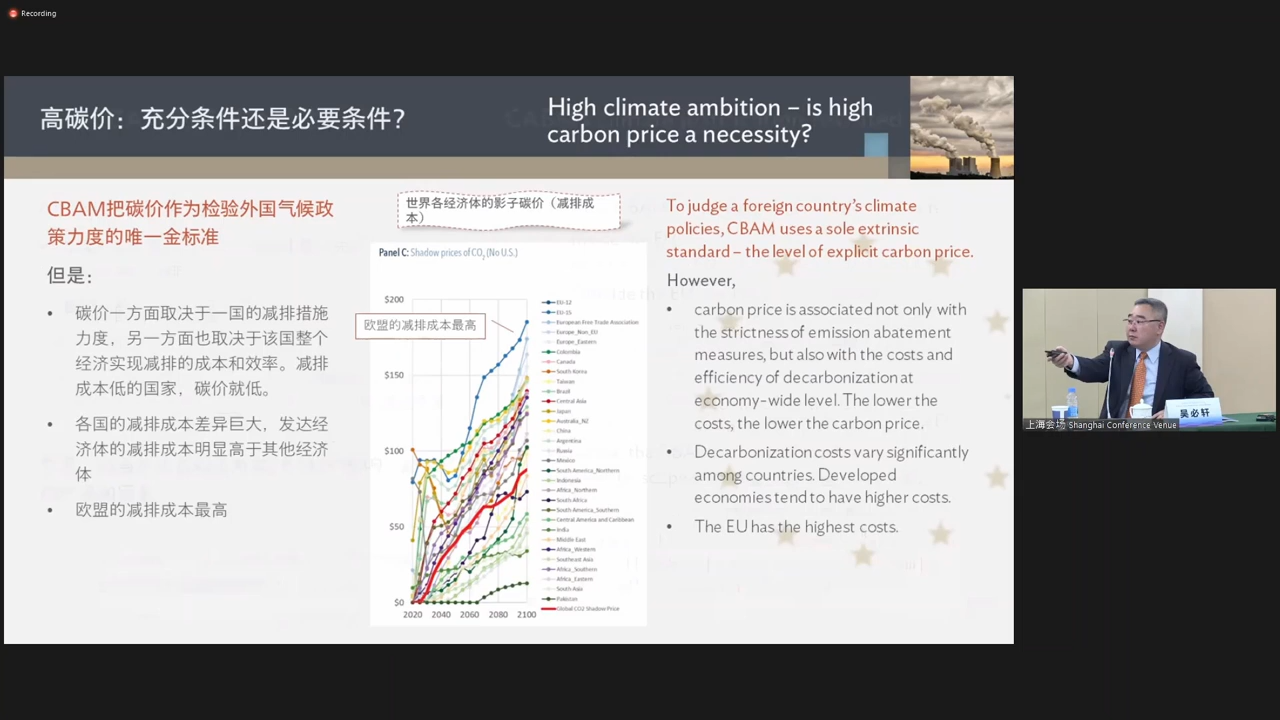 Recording
高碳价：充分条件还是必要条件？
High climate ambition – is high
carbon price a necessity?
CBAM把碳价作为检验外国气候政
策力度的唯一金标准
但是：
• 碳价一方面取决于一国的减排措施
力度，另一方面也取决于该国整个
经济实现减排的成本和效率。减排
成本低的国家，碳价就低。
• 各国的减排成本差异巨大，发达经
济体的减排成本明显高于其他经济
体
• 欧盟的减排成本最高
世界各经济体的影子碳价（减排成
本）
Panel C: Shadow prices of CO2 (No U.S.)
欧盟的减排成本最高
$200
$150
$100
$50
$0
2020 2040 2060 2080 2100
EU-12
EU-15
European Free Trade Association
Europe_Non_EU
Europe_Eastern
Colombia
Canada
South Korea
Taiwan
Brazil
Central Asia
Japan
Australia_NZ
China
Argentina
Russia
Mexico
South America_Northern
Indonesia
Africa_Northern
South Africa
South America_Southern
Central America and Caribbean
India
Middle East
Africa_Western
Southeast Asia
Africa_Southern
Africa_Eastern
South Asia
Pakistan
Global CO2 Shadow Price
To judge a foreign country's climate
policies, CBAM uses a sole extrinsic
standard – the level of explicit carbon price.
However,
• carbon price is associated not only with
the strictness of emission abatement
measures, but also with the costs and
efficiency of decarbonization at
economy-wide level. The lower the
costs, the lower the carbon price.
• Decarbonization costs vary significantly
among countries. Developed
economies tend to have higher costs.
• The EU has the highest costs.
吴必轩
上海会场 Shanghai Conference Venue